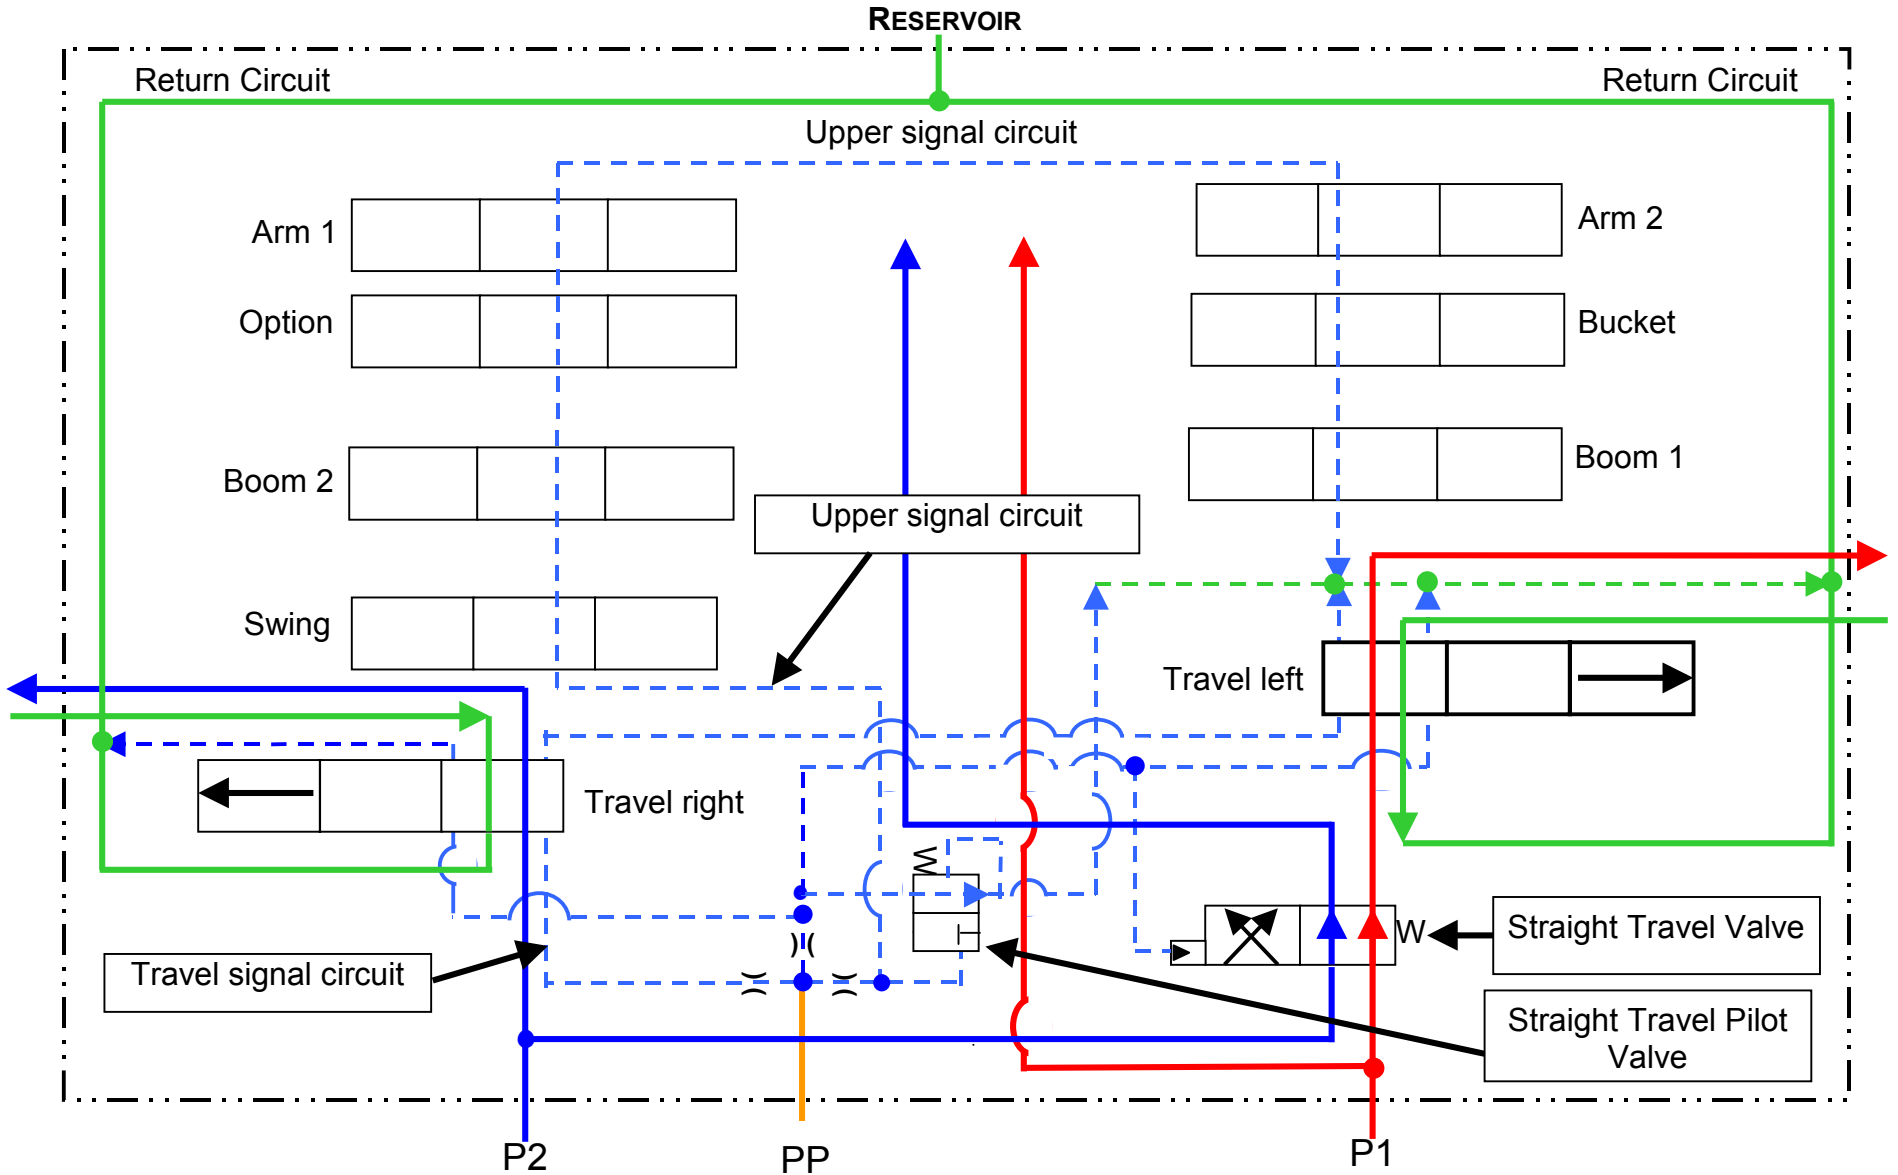 RESERVOIR
Return Circuit
Return Circuit
Upper signal circuit
Arm 1
Arm 2
Option
Bucket
Boom 2
Boom 1
Upper signal circuit
Swing
Travel left
Travel right
W
W
Straight Travel Valve
Travel signal circuit
Straight Travel Pilot
Valve
P2
PP
P1